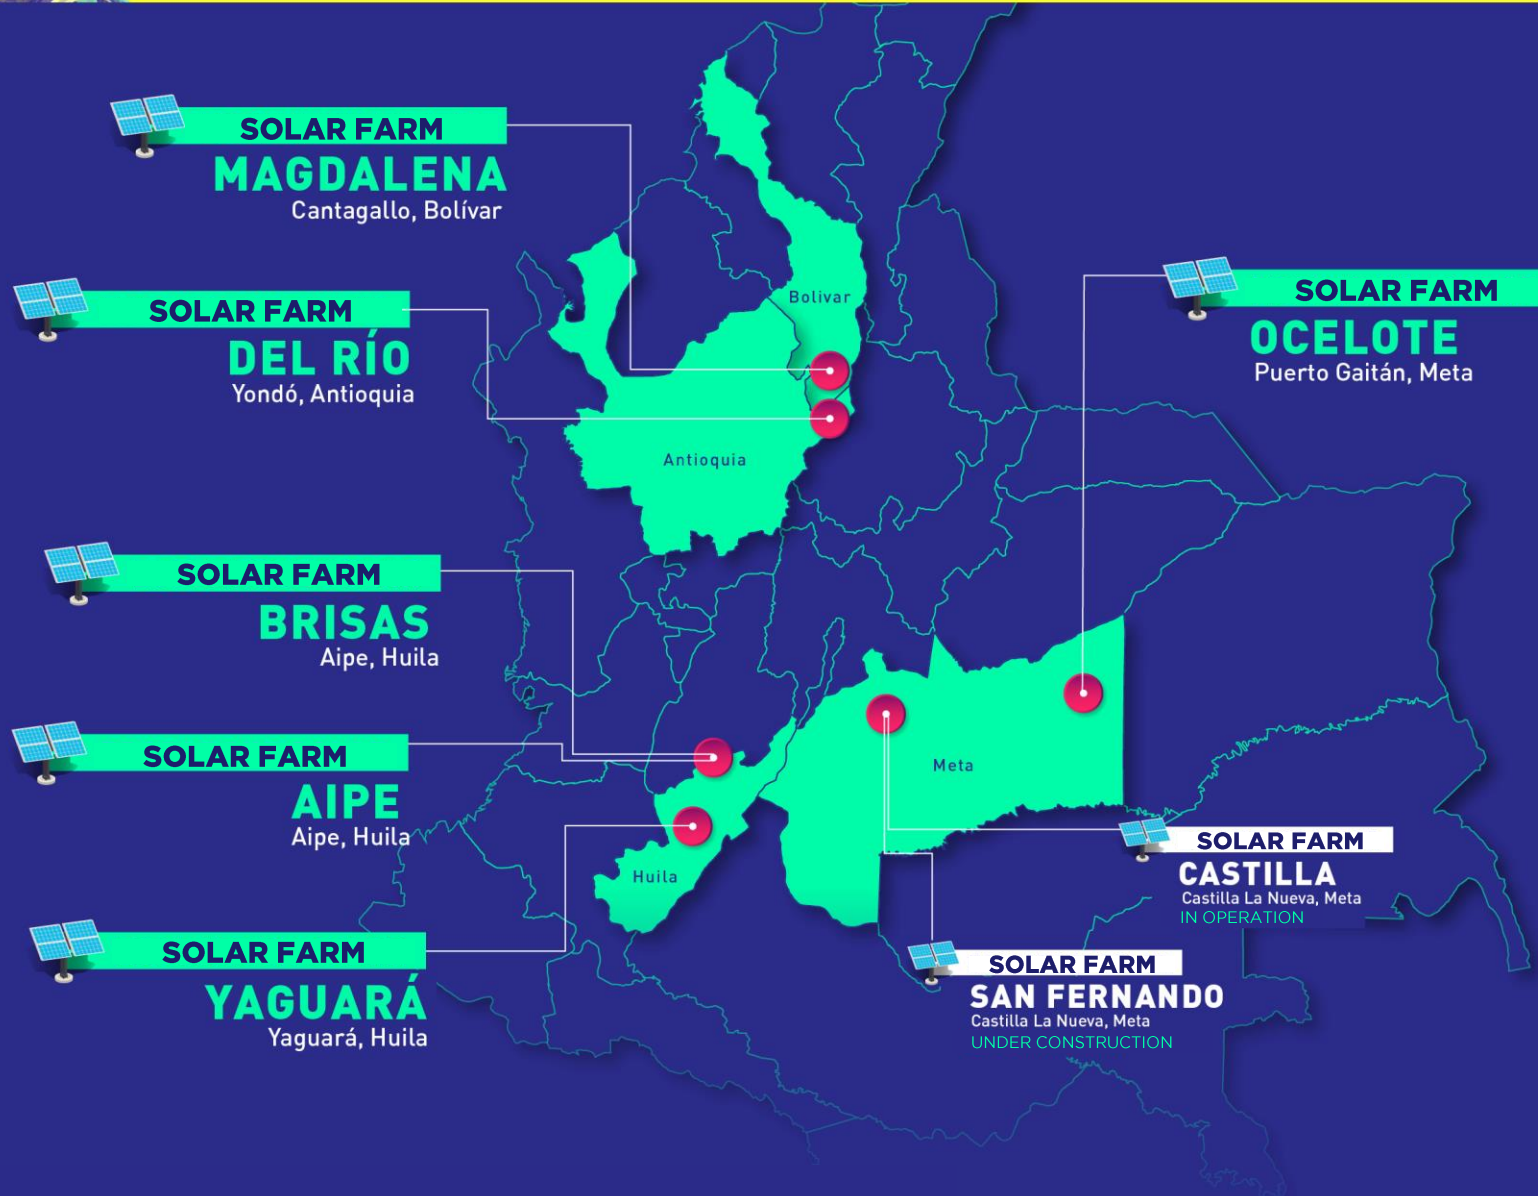 SOLAR FARM
MAGDALENA
Cantagallo, Bolívar
SOLAR FARM
DEL RÍO
Yondó, Antioquia
SOLAR FARM
OCELOTE
Puerto Gaitán, Meta
Bolivar
Antioquia
SOLAR FARM
BRISAS
Aipe, Huila
SOLAR FARM
AIPE
Aipe, Huila
Meta
Huila
SOLAR FARM
CASTILLA
Castilla La Nueva, Meta
IN OPERATION
SOLAR FARM
YAGUARÁ
Yaguará, Huila
SOLAR FARM
SAN FERNANDO
Castilla La Nueva, Meta
UNDER CONSTRUCTION